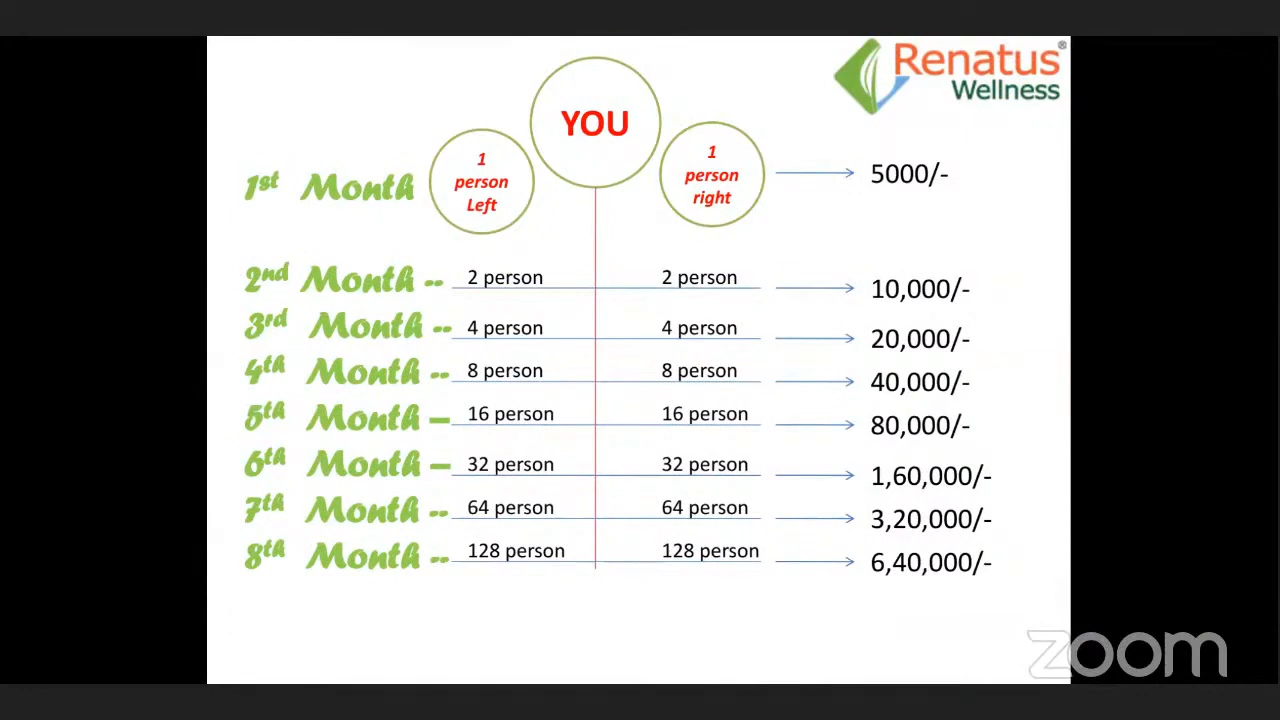 Renatus®
Wellness
YOU
1st Month
1
person
Left
1
person
right
5000/-
2nd Month -- 2 person 2 person 10,000/-
3rd Month -- 4 person 4 person 20,000/-
4th Month -- 8 person 8 person 40,000/-
5th Month – 16 person 16 person 80,000/-
6th Month – 32 person 32 person 1,60,000/-
7th Month -- 64 person 64 person 3,20,000/-
8th Month -- 128 person 128 person 6,40,000/-
zoom